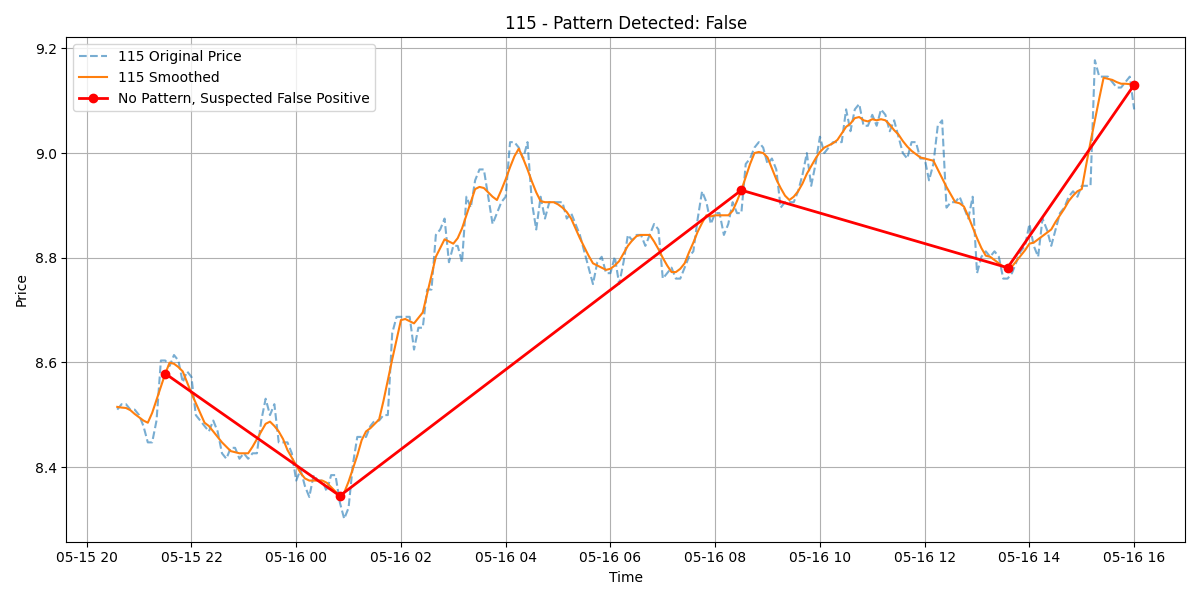 115 - Pattern Detected: False
115 Original Price
115 Smoothed
No Pattern, Suspected False Positive
Price
9.2
9.0
8.8
8.6
8.4
05-15 20 05-15 22 05-16 00 05-16 02 05-16 04 05-16 06 05-16 08 05-16 10 05-16 12 05-16 14 05-16 16
Time